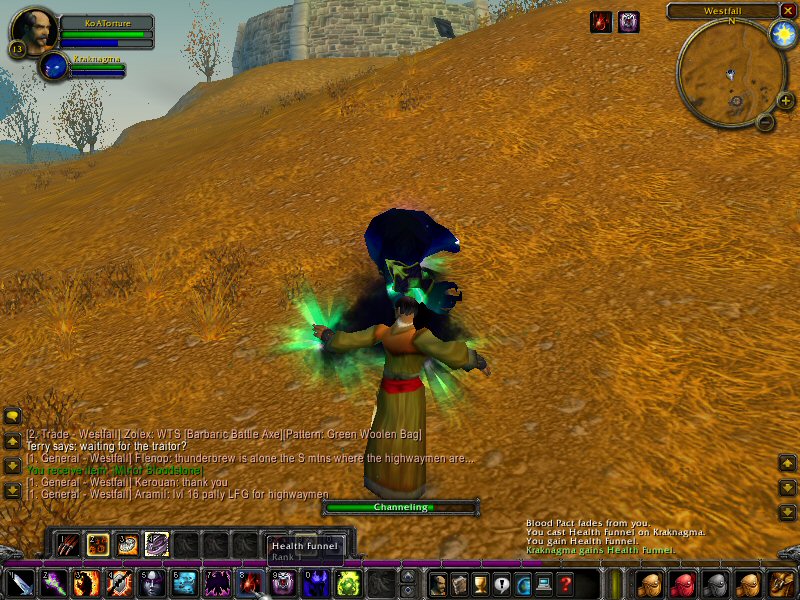 KoATorture
13
Kraknagma
Westfall
N
[2. Trade - Westfall] Zolex: WTS [Barbaric Battle Axe][Pattern: Green Woolen Bag]
Terry says: waiting for the traitor?
[1. General - Westfall] Flenop: thunderbrew is alone the S mtns where the highwaymen are...
You receive item: [Minor Bloodstone]
[1. General - Westfall] Kerouan: thank you
[1. General - Westfall] Aramil: lvl 16 pally LFG for highwaymen
Channeling
Blood Pact fades from you.
You cast Health Funnel on Kraknagma.
You gain Health Funnel.
Kraknagma gains Health Funnel.
Health Funnel
Rank